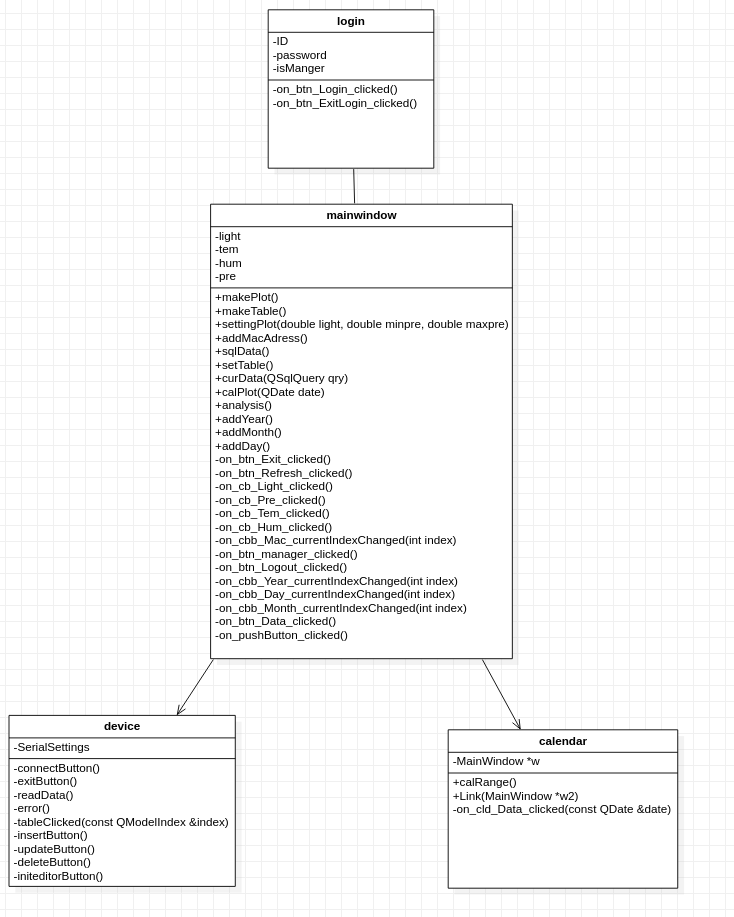 login
-ID
-password
-isManger
-on_btn_Login_clicked()
-on_btn_ExitLogin_clicked()
mainwindow
-light
-tem
-hum
-pre
+makePlot()
+makeTable()
+settingPlot(double light, double minpre, double maxpre)
+addMacAdress()
+sqlData()
+setTable()
+curData(QSqlQuery qry)
+calPlot(QDate date)
+analysis()
+addYear()
+addMonth()
+addDay()
-on_btn_Exit_clicked()
-on_btn_Refresh_clicked()
-on_cb_Light_clicked()
-on_cb_Pre_clicked()
-on_cb_Tem_clicked()
-on_cb_Hum_clicked()
-on_cbb_Mac_currentIndexChanged(int index)
-on_btn_manager_clicked()
-on_btn_Logout_clicked()
-on_cbb_Year_currentIndexChanged(int index)
-on_cbb_Day_currentIndexChanged(int index)
-on_cbb_Month_currentIndexChanged(int index)
-on_btn_Data_clicked()
-on_pushButton_clicked()
device
-SerialSettings
-connectButton()
-exitButton()
-readData()
-error()
-tableClicked(const QModelIndex &index)
-insertButton()
-updateButton()
-deleteButton()
-initeditorButton()
calendar
-MainWindow *w
+calRange()
+Link(MainWindow *w2)
-on_cld_Data_clicked(const QDate &date)